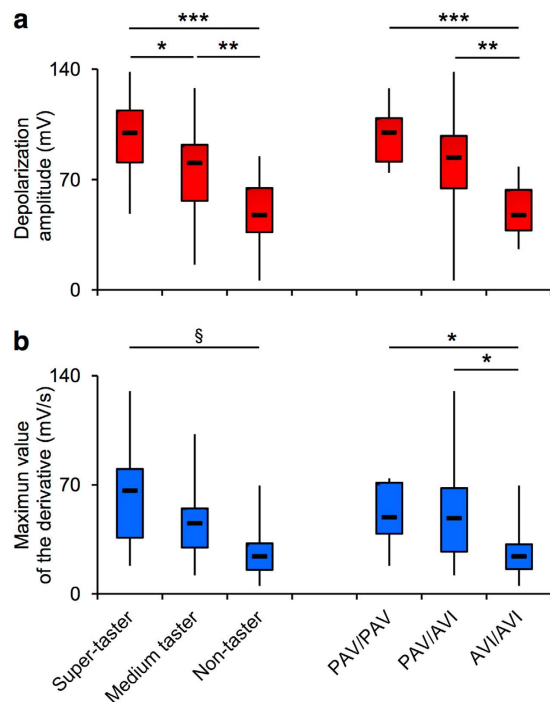 a
*** ***
* ** **
140
70
0
Depolarization
amplitude (mV)
b
§ *
*
140
70
0
Maximun value
of the derivative (mV/s)
Super-taster
Medium taster
Non-taster
PAV/PAV
PAV/AVI
AVI/AVI